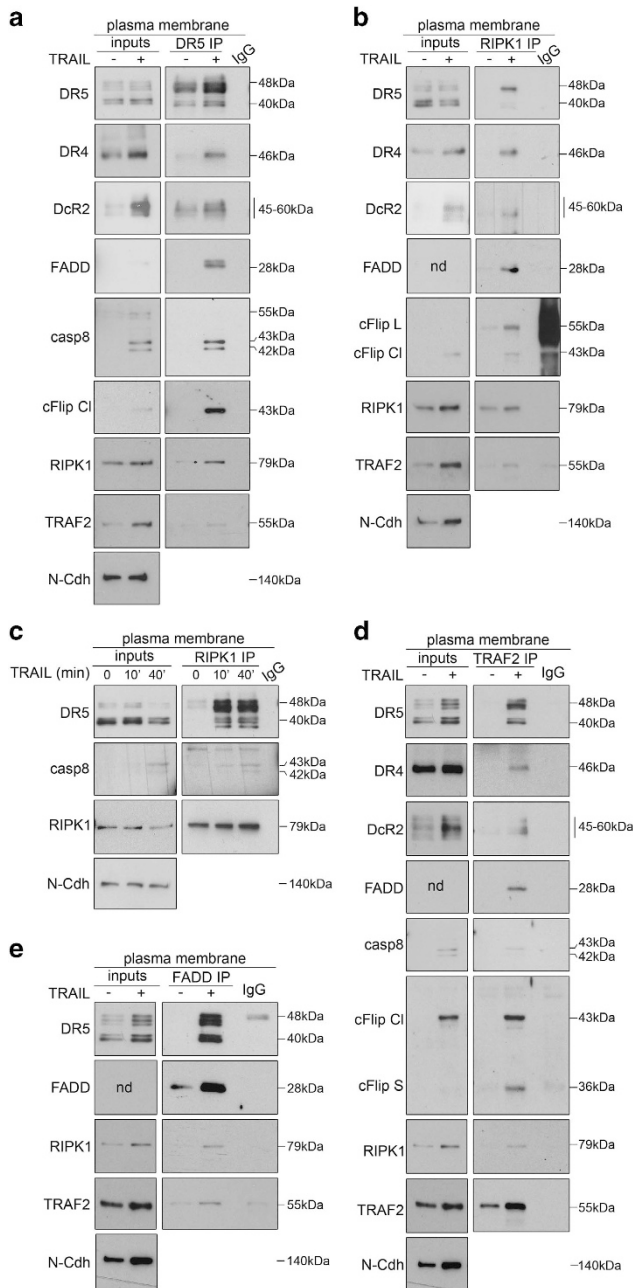 a
plasma membrane
inputs DR5 IP IgG
TRAIL - + - +
DR5 48kDa
40kDa
DR4 46kDa
DcR2 45-60kDa
FADD 28kDa
55kDa
casp8 43kDa
42kDa
cFlip Cl 43kDa
RIPK1 79kDa
TRAF2 55kDa
N-Cdh 140kDa
b
plasma membrane
inputs RIPK1 IP IgG
TRAIL - + - +
DR5 48kDa
40kDa
DR4 46kDa
DcR2 45-60kDa
FADD nd 28kDa
cFlip L 55kDa
cFlip Cl 43kDa
RIPK1 79kDa
TRAF2 55kDa
N-Cdh 140kDa
c
plasma membrane
inputs RIPK1 IP IgG
TRAIL (min) 0 10' 40' 0 10' 40'
DR5 48kDa
40kDa
casp8 43kDa
42kDa
RIPK1 79kDa
N-Cdh 140kDa
d
plasma membrane
inputs TRAF2 IP
TRAIL - + - + IgG
DR5 48kDa
40kDa
DR4 46kDa
DcR2 45-60kDa
FADD nd 28kDa
casp8 43kDa
42kDa
cFlip Cl 43kDa
cFlip S 36kDa
RIPK1 79kDa
TRAF2 55kDa
N-Cdh 140kDa
e
plasma membrane
inputs FADD IP
TRAIL - + - + IgG
DR5 48kDa
40kDa
FADD nd 28kDa
RIPK1 79kDa
TRAF2 55kDa
N-Cdh 140kDa